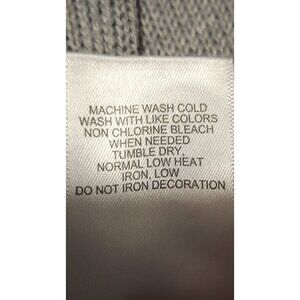 MACHINE WASH COLD
WASH WITH LIKE COLORS
NON CHLORINE BLEACH
WHEN NEEDED
TUMBLE DRY,
NORMAL LOW HEAT
IRON, LOW
DO NOT IRON DECORATION